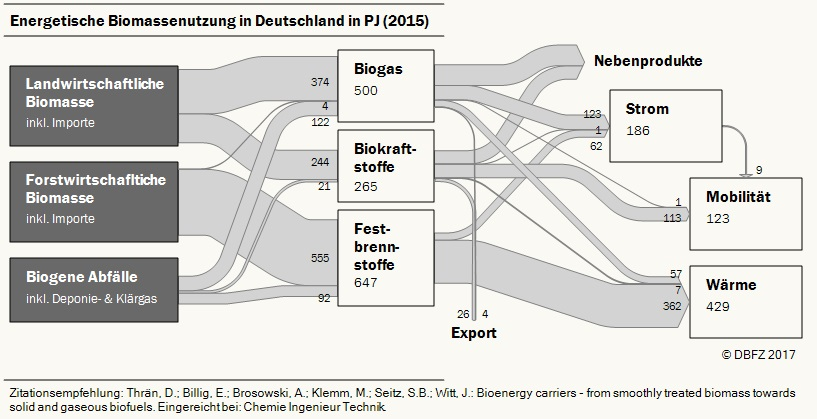 Energetische Biomassenutzung in Deutschland in PJ (2015)
Landwirtschaftliche
Biomasse
inkl. Importe
Forstwirtschafltiche
Biomasse
inkl. Importe
Biogene Abfälle
inkl. Deponie- & Klärgas
374
4
122
244
21
555
92
Biogas
500
Biokraft-
stoffe
265
Fest-
brenn-
stoffe
647
Nebenprodukte
123
1
62
Strom
186
9
1
113
Mobilität
123
57
7
362
Wärme
429
26 4
Export
© DBFZ 2017
Zitationsempfehlung: Thrän, D.; Billig, E.; Brosowski, A.; Klemm, M.; Seitz, S.B.; Witt, J.: Bioenergy carriers - from smoothly treated biomass towards
solid and gaseous biofuels. Eingereicht bei: Chemie Ingenieur Technik.